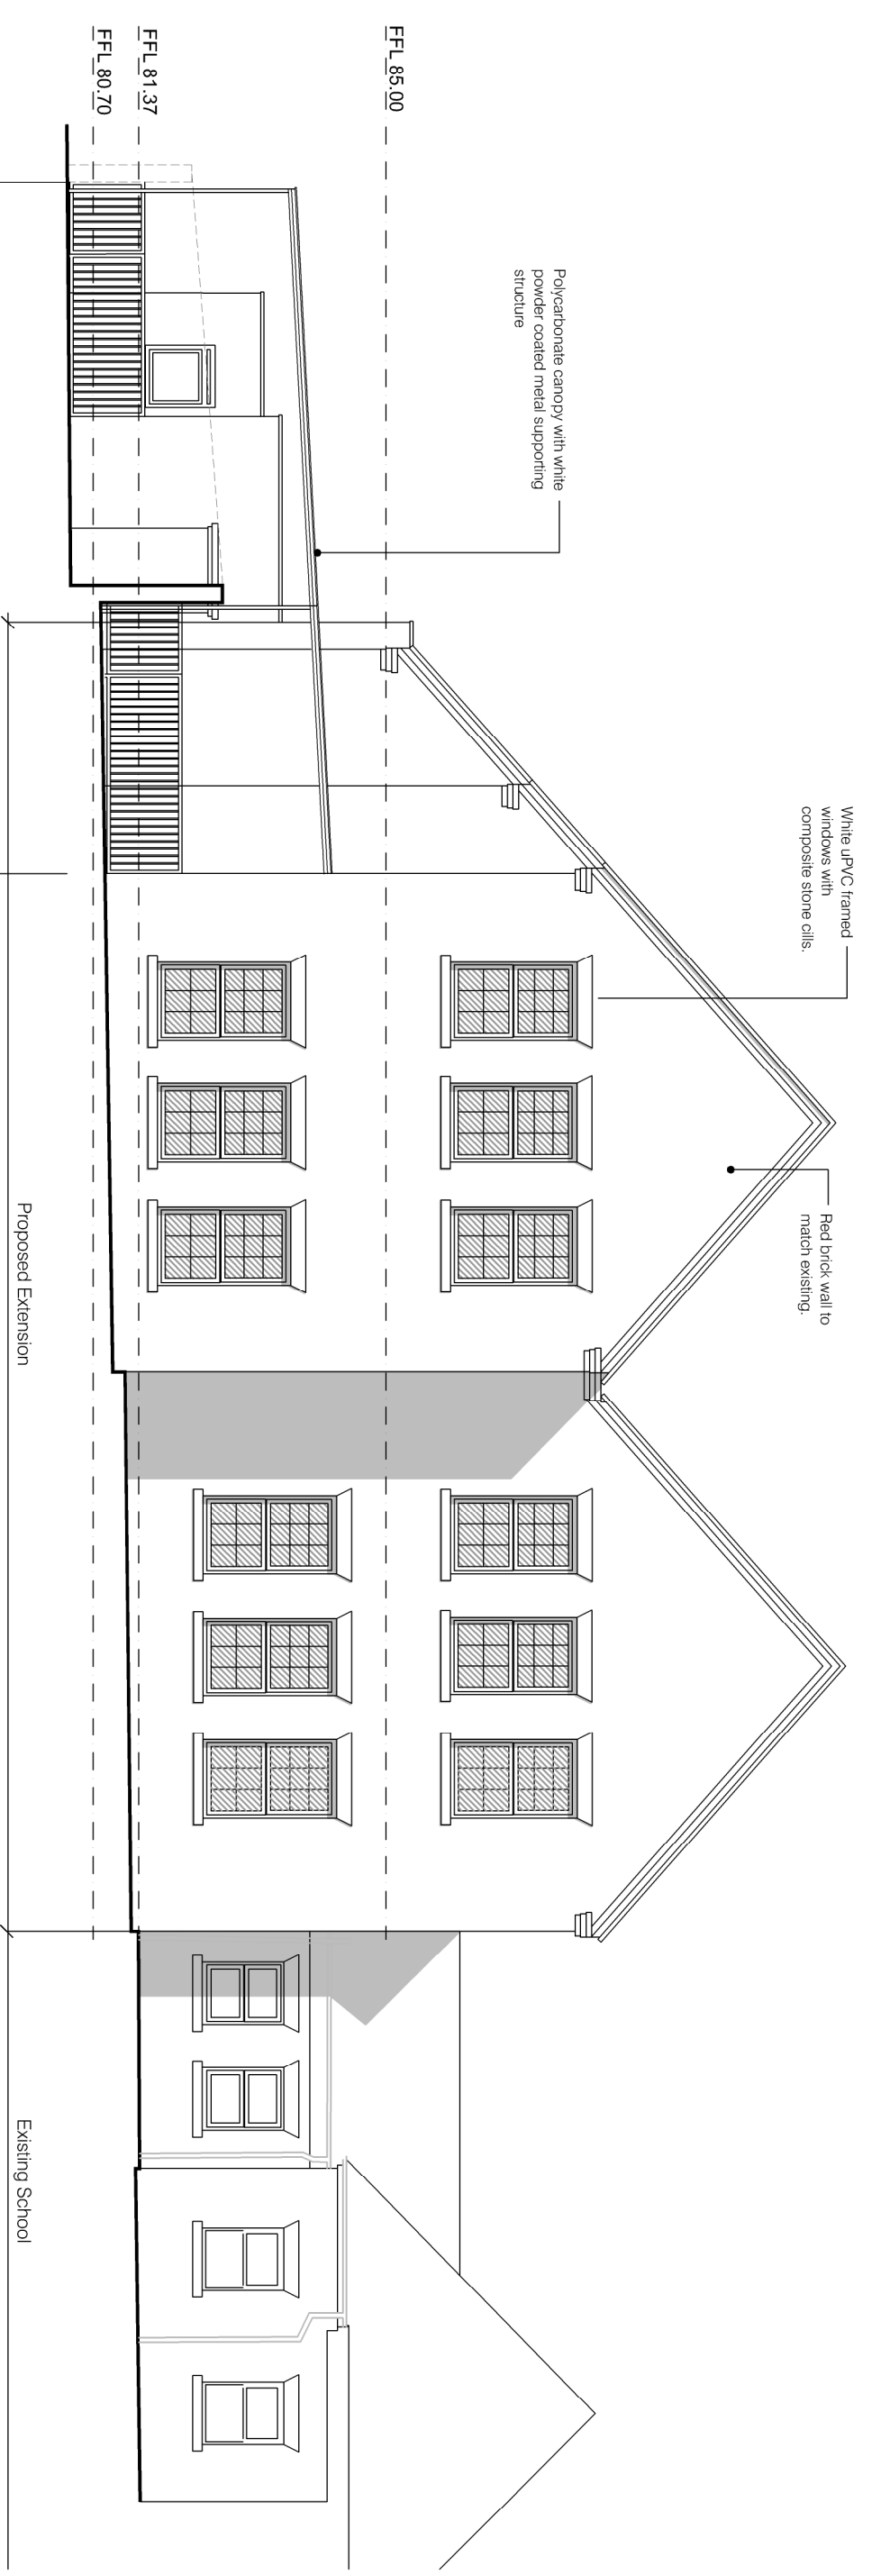 White uPVC framed
windows with
composite stone cills.
Red brick wall to
match existing.
Polycarbonate canopy with white
powder coated metal supporting
structure
FFL 85.00
FFL 81.37
FFL 80.70
Proposed Extension
Existing School